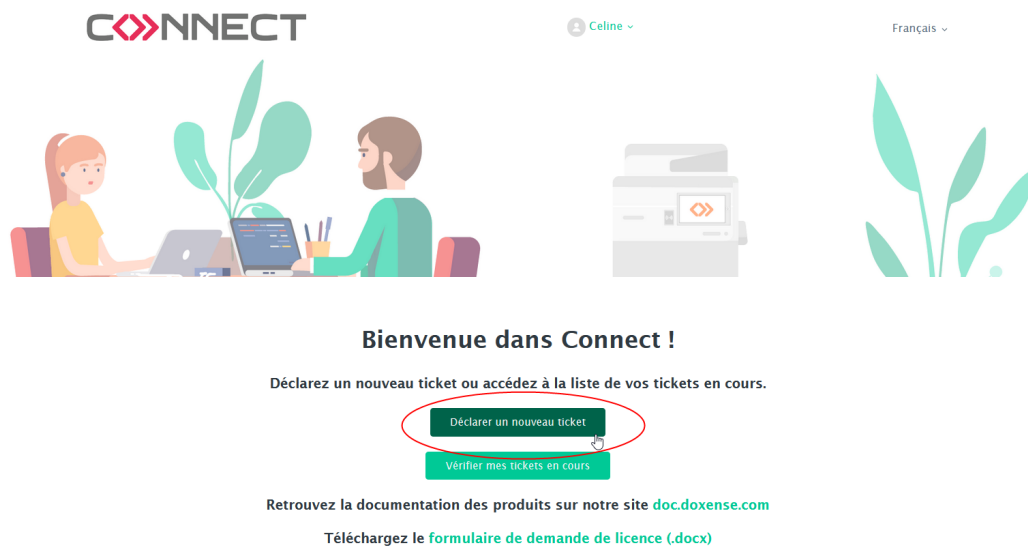 CONNECT
Celine
Français
Bienvenue dans Connect !
Déclarez un nouveau ticket ou accédez à la liste de vos tickets en cours.
Déclarer un nouveau ticket
Vérifier mes tickets en cours
Retrouvez la documentation des produits sur notre site doc.doxense.com
Téléchargez le formulaire de demande de licence (.docx)